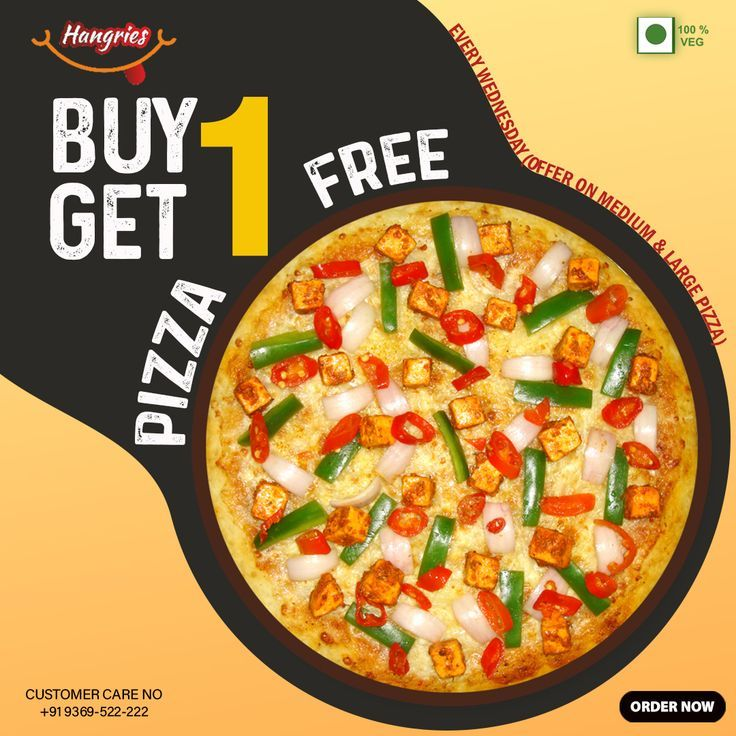 Hangries
100 %
VEG
BUY 1
GET
FREE
PIZZA
EVERY WEDNESDAY (OFFER ON MEDIUM & LARGE PIZZA)
CUSTOMER CARE NO
+91 9369-522-222
ORDER NOW